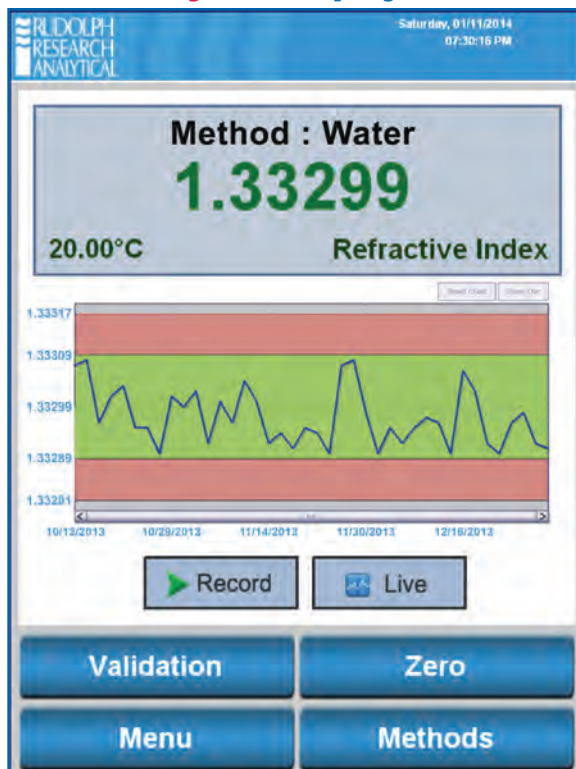 RUDOLPH
RESEARCH
ANALYTICAL
Saturday, 01/11/2014
07:30:16 PM
Method : Water
1.33299
20.00°C
Refractive Index
1.33317
1.33309
1.33299
1.33289
1.33281
10/13/2013 10/29/2013 11/14/2013 11/30/2013 12/16/2013
Record
Live
Validation
Zero
Menu
Methods